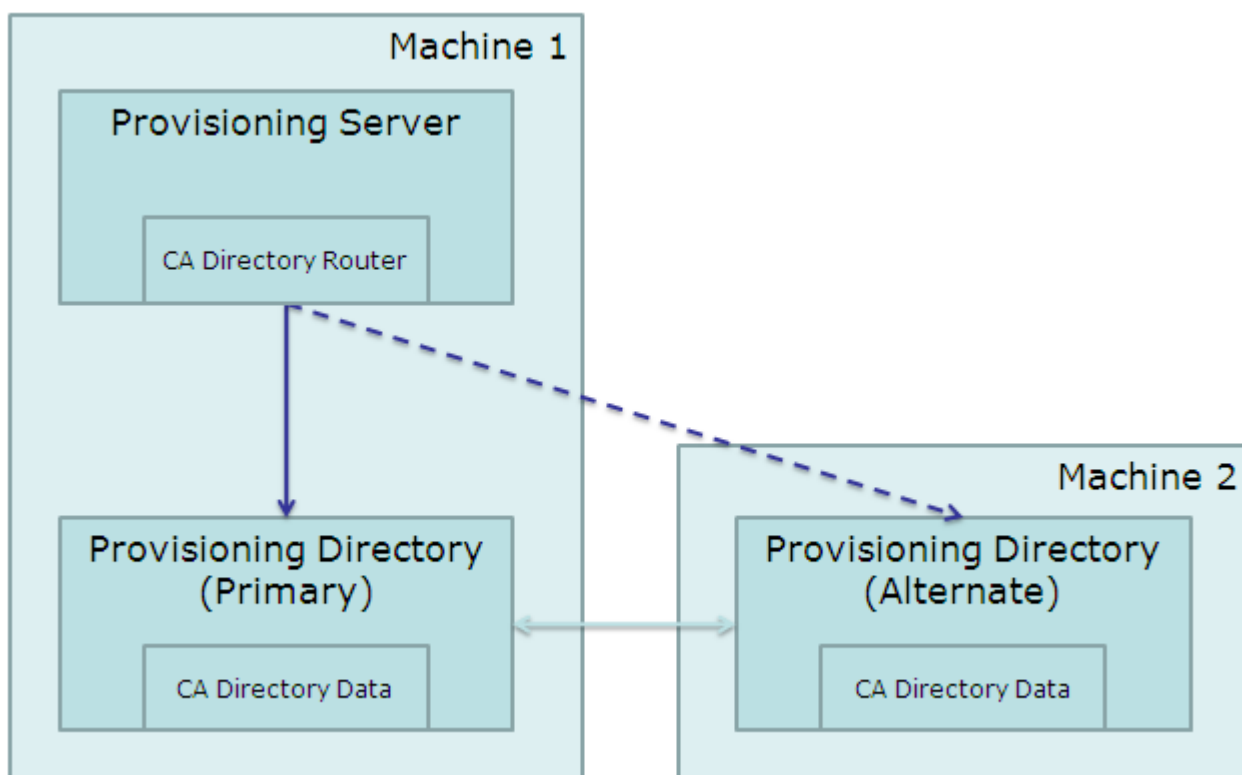 Machine 1
Provisioning Server
CA Directory Router
Machine 2
Provisioning Directory
(Primary)
CA Directory Data
Provisioning Directory
(Alternate)
CA Directory Data